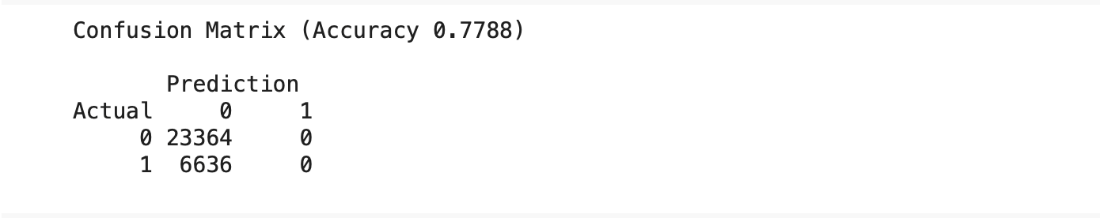 Confusion Matrix (Accuracy 0.7788)
Prediction
Actual 0 1
0 23364 0
1 6636 0